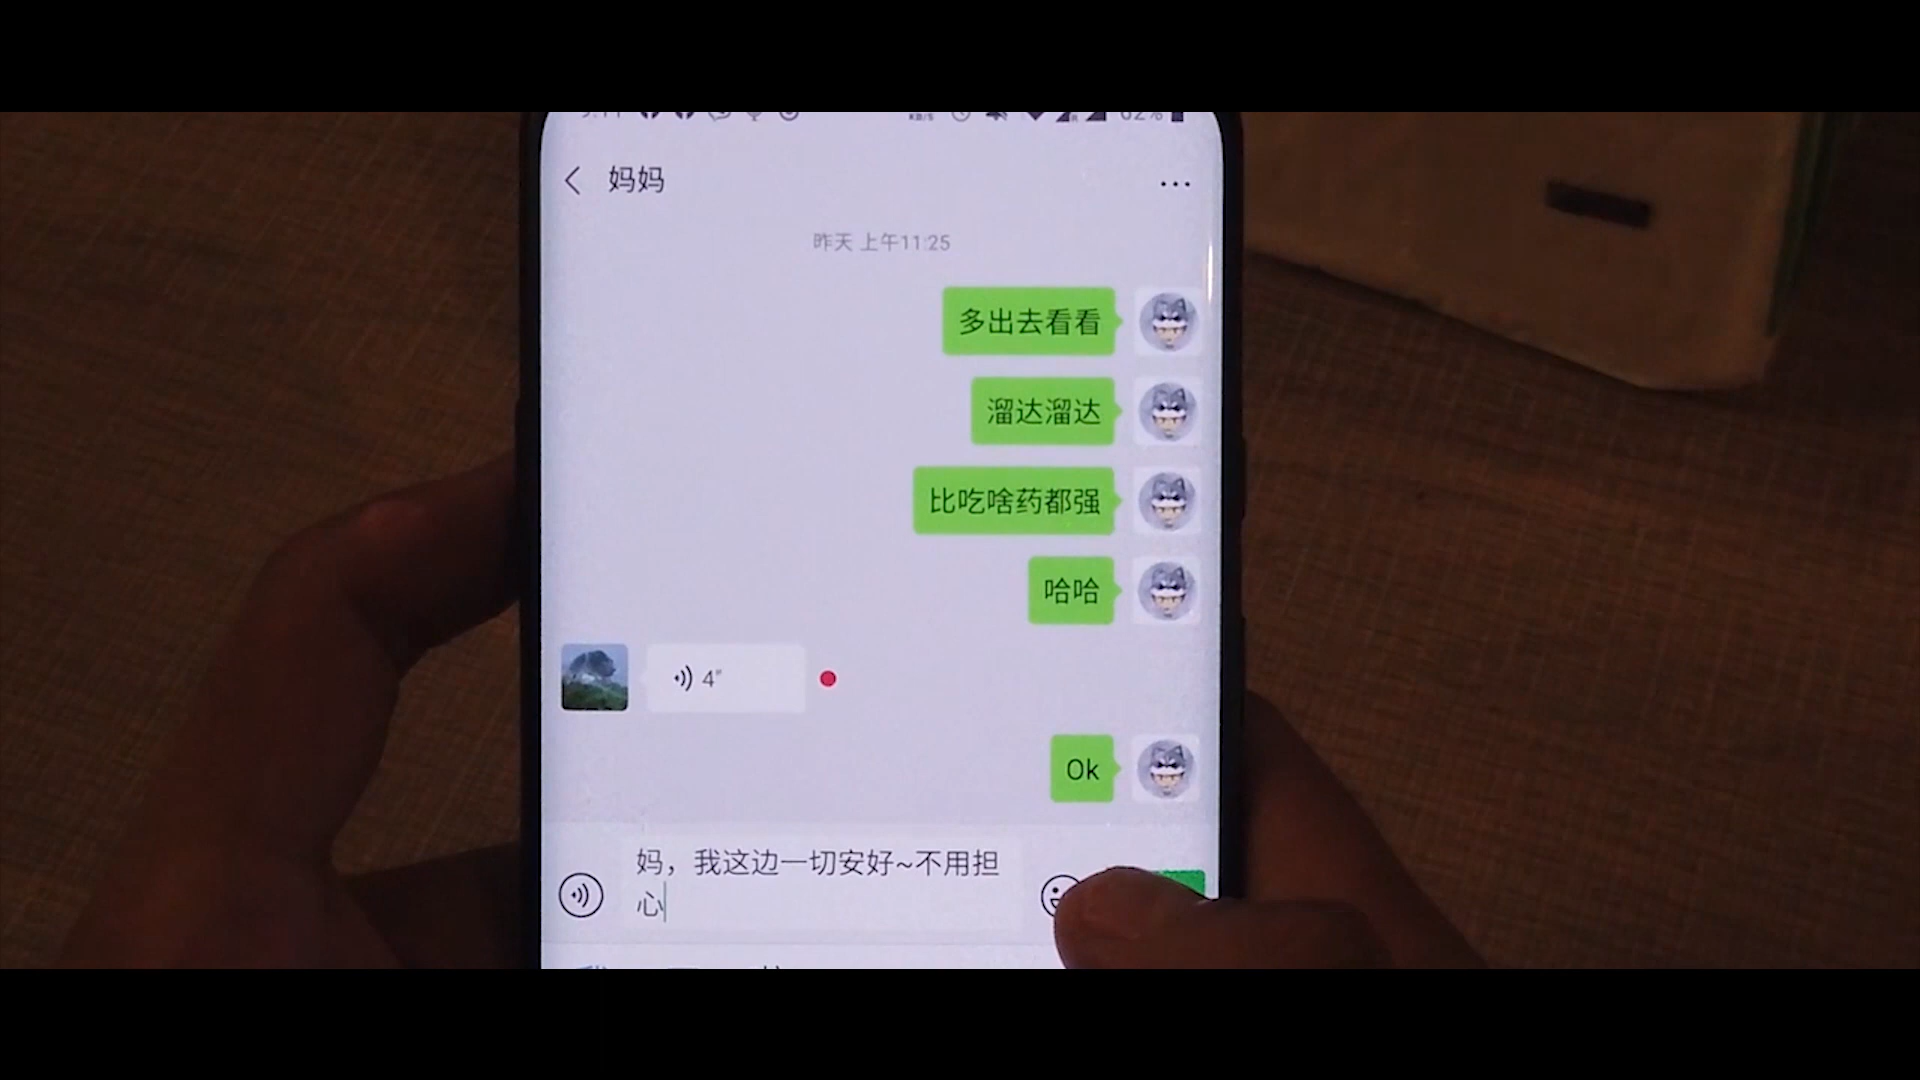 妈妈
昨天 上午11:25
多出去看看
溜达溜达
比吃啥药都强
哈哈
4"
Ok
妈，我这边一切安好~不用担
心